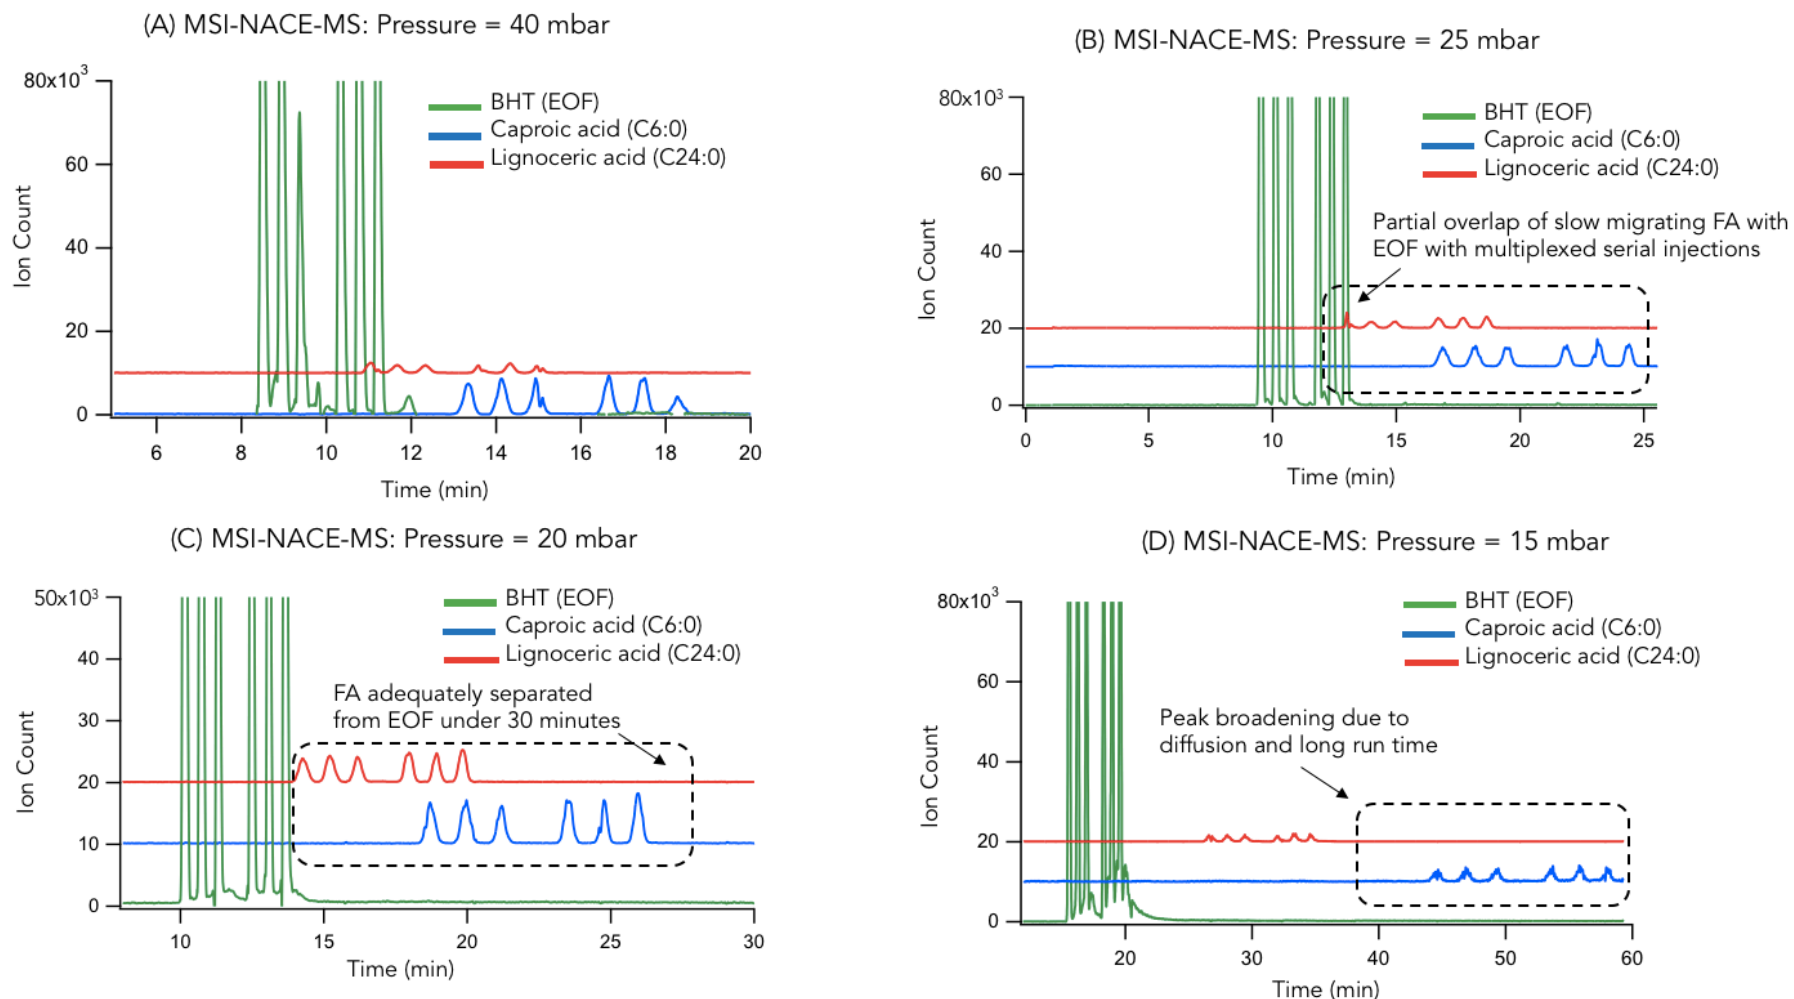 (A) MSI-NACE-MS: Pressure = 40 mbar
80x10³
60
40
20
0
Ion Count
BHT (EOF)
Caproic acid (C6:0)
Lignoceric acid (C24:0)
6 8 10 12 14 16 18 20
Time (min)
(B) MSI-NACE-MS: Pressure = 25 mbar
80x10³
60
40
20
0
Ion Count
BHT (EOF)
Caproic acid (C6:0)
Lignoceric acid (C24:0)
Partial overlap of slow migrating FA with
EOF with multiplexed serial injections
0 5 10 15 20 25
Time (min)
(C) MSI-NACE-MS: Pressure = 20 mbar
50x10³
40
30
20
10
0
Ion Count
BHT (EOF)
Caproic acid (C6:0)
Lignoceric acid (C24:0)
FA adequately separated
from EOF under 30 minutes
10 15 20 25 30
Time (min)
(D) MSI-NACE-MS: Pressure = 15 mbar
80x10³
60
40
20
0
Ion Count
BHT (EOF)
Caproic acid (C6:0)
Lignoceric acid (C24:0)
Peak broadening due to
diffusion and long run time
20 30 40 50 60
Time (min)